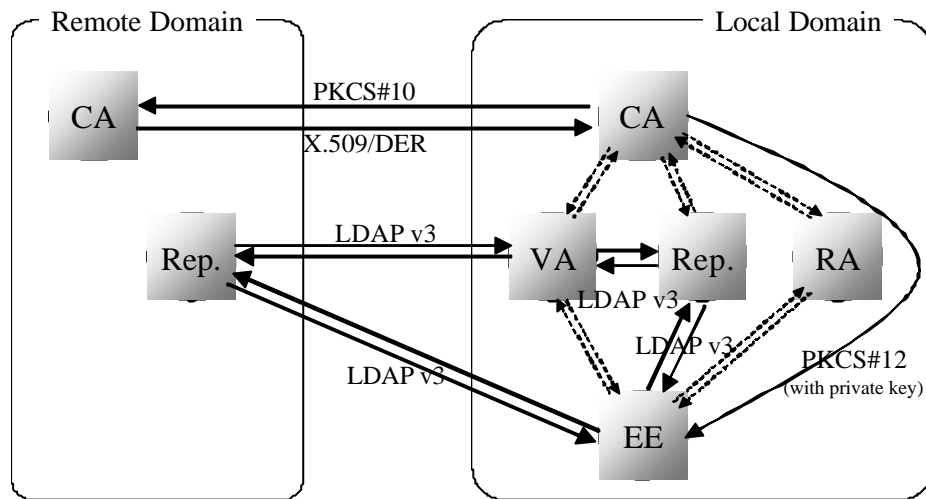 Remote Domain
Local Domain
CA
PKCS#10
X.509/DER
CA
Rep.
LDAP v3
VA
Rep.
RA
LDAP v3
LDAP v3
LDAP v3
PKCS#12
(with private key)
EE